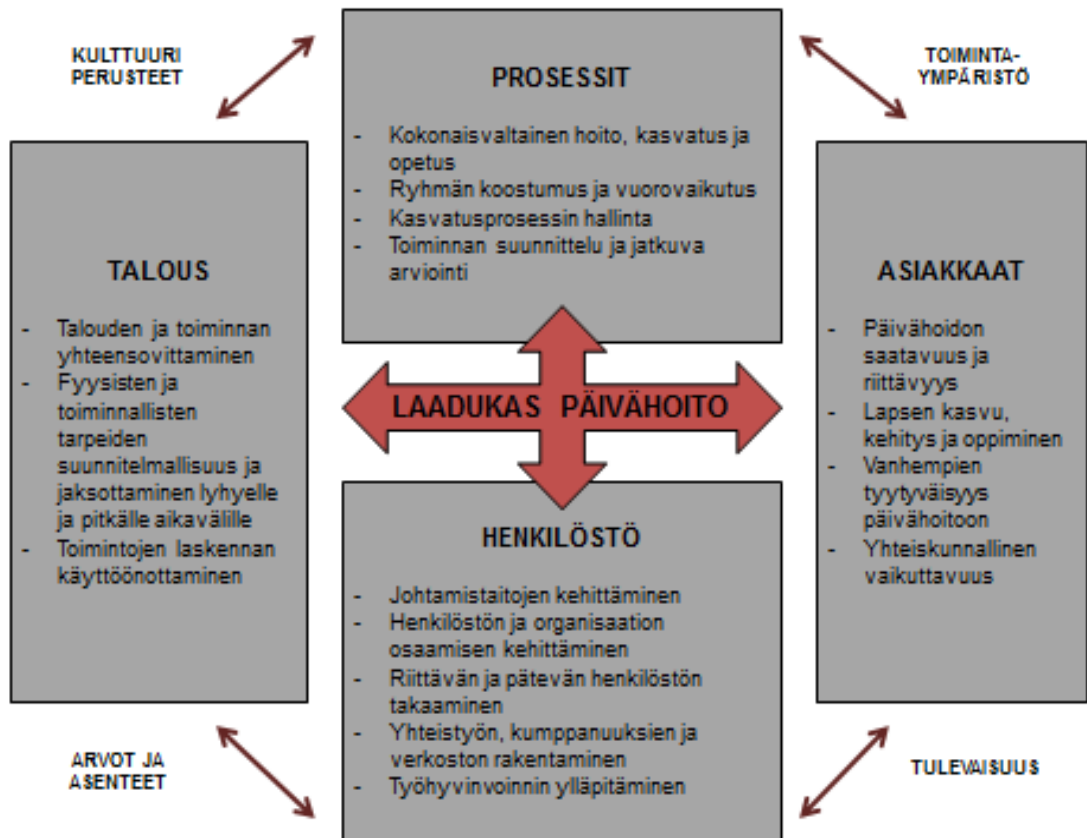 KULTTUURI
PERUSTEET
TOIMINTA-
YMPÄRISTÖ
PROSESSIT
- Kokonaisvaltainen hoito, kasvatus ja
opetus
- Ryhmän koostumus ja vuorovaikutus
- Kasvatusprosessin hallinta
- Toiminnan suunnittelu ja jatkuva
arviointi
TALOUS
- Talouden ja toiminnan
yhteensovittaminen
- Fyysisten ja
toiminnallisten
tarpeiden
suunnitelmallisuus ja
jaksottaminen lyhyelle
ja pitkälle aikavälille
- Toimintojen laskennan
käyttöönottaminen
LAADUKAS PÄIVÄHOITO
ASIAKKAAT
- Päivähoidon
saatavuus ja
riittävyys
- Lapsen kasvu,
kehitys ja oppiminen
- Vanhempien
tyytyväisyys
päivähoitoon
- Yhteiskunnallinen
vaikuttavuus
HENKILÖSTÖ
- Johtamistaitojen kehittäminen
- Henkilöstön ja organisaation
osaamisen kehittäminen
- Riittävän ja pätevän henkilöstön
takaaminen
- Yhteistyön, kumppanuuksien ja
verkoston rakentaminen
- Työhyvinvoinnin ylläpitäminen
ARVOT JA
ASENTEET
TULEVAISUUS